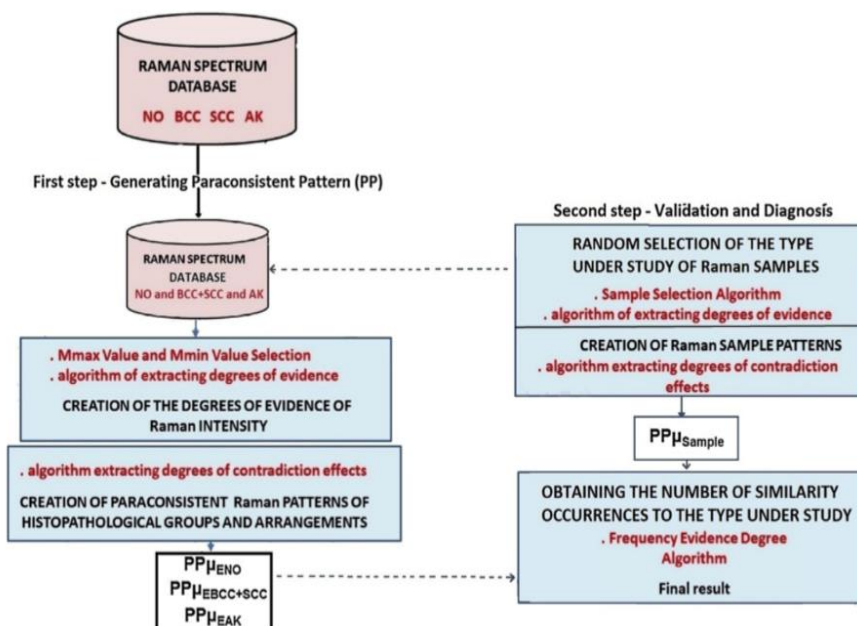 RAMAN SPECTRUM
DATABASE
NO BCC SCC AK
First step - Generating Paraconsistent Pattern (PP)
RAMAN SPECTRUM
DATABASE
NO and BCC+SCC and AK
. Mmax Value and Mmin Value Selection
. algorithm of extracting degrees of evidence
CREATION OF THE DEGREES OF EVIDENCE OF
Raman INTENSITY
. algorithm extracting degrees of contradiction effects
CREATION OF PARACONSISTENT Raman PATTERNS OF
HISTOPATHOLOGICAL GROUPS AND ARRANGEMENTS
PPμENO
PPμEBCC+SCC
PPμEAK
Second step - Validation and Diagnosis
RANDOM SELECTION OF THE TYPE
UNDER STUDY OF Raman SAMPLES
. Sample Selection Algorithm
. algorithm of extracting degrees of evidence
CREATION OF Raman SAMPLE PATTERNS
. algorithm extracting degrees of contradiction
effects
PPμSample
OBTAINING THE NUMBER OF SIMILARITY
OCCURRENCES TO THE TYPE UNDER STUDY
. Frequency Evidence Degree
Algorithm
Final result